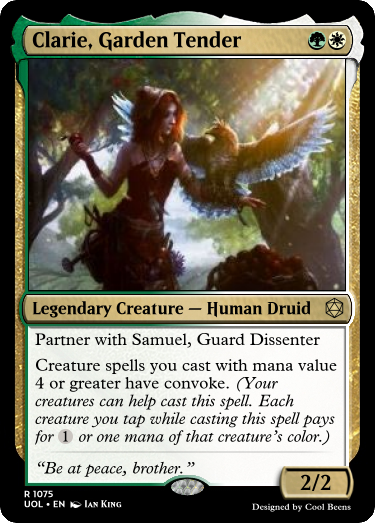 Clarie, Garden Tender
Legendary Creature — Human Druid
Partner with Samuel, Guard Dissenter
Creature spells you cast with mana value
4 or greater have convoke. (Your
creatures can help cast this spell. Each
creature you tap while casting this spell pays
for 1 or one mana of that creature's color.)
"Be at peace, brother."
2/2
R 1075
UOL • EN Ian King
Designed by Cool Beens